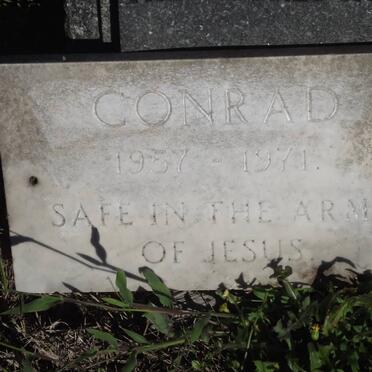 CONRAD
1957 - 1971.
SAFE IN THE ARM
OF JESUS